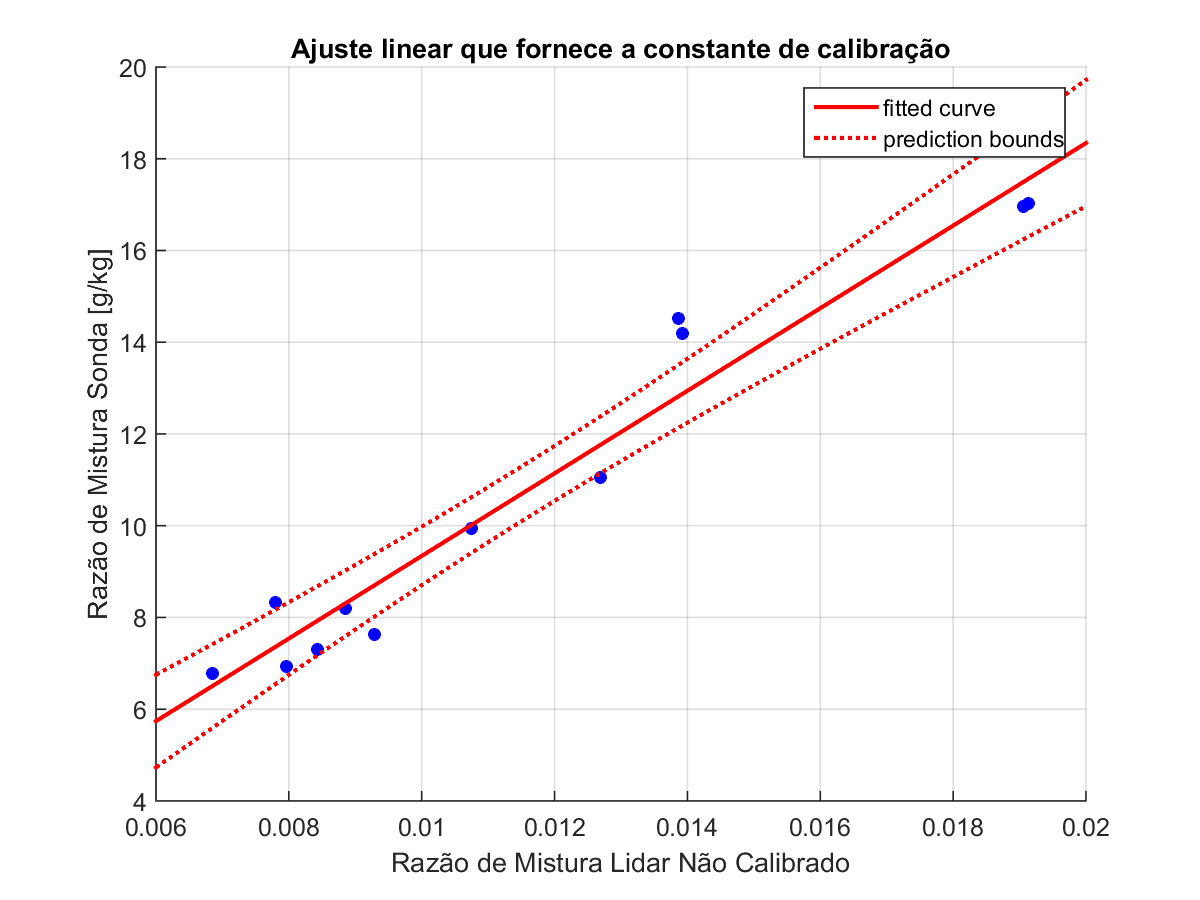 Ajuste linear que fornece a constante de calibração
20
18
16
14
12
10
8
6
4
fitted curve
prediction bounds
Razão de Mistura Sonda [g/kg]
0.006 0.008 0.01 0.012 0.014 0.016 0.018 0.02
Razão de Mistura Lidar Não Calibrado